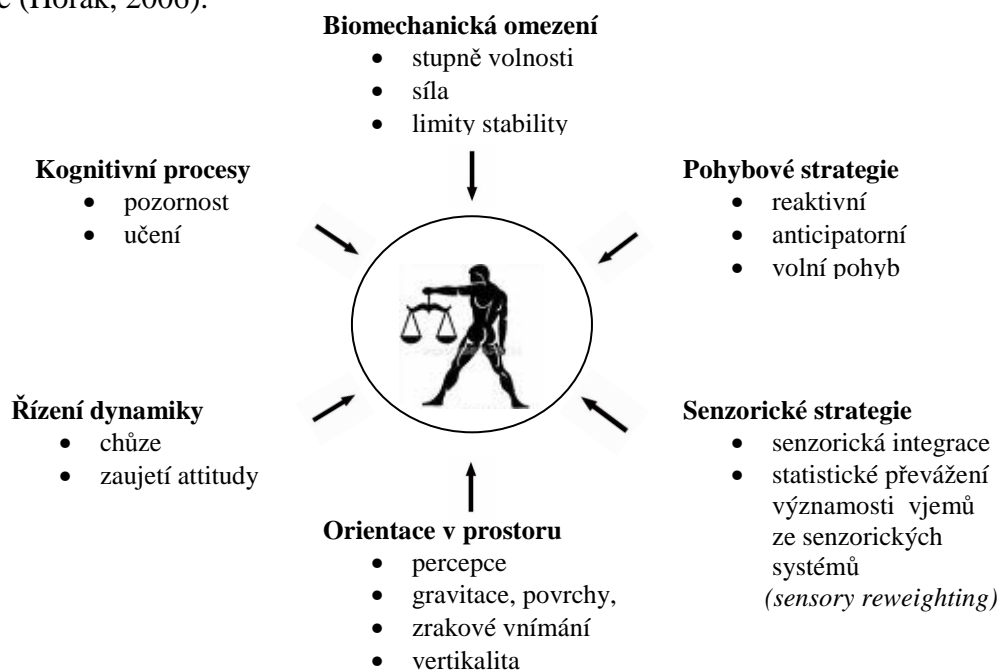 c (Horak, 2006).
Biomechanická omezení
• stupně volnosti
• síla
• limity stability
Kognitivní procesy
• pozornost
• učení
Pohybové strategie
• reaktivní
• anticipatorní
• volní pohyb
Řízení dynamiky
• chůze
• zaujetí attitudy
Senzorické strategie
• senzorická integrace
• statistické převážení
významosti vjemů
ze senzorických
systémů
(sensory reweighting)
Orientace v prostoru
• percepce
• gravitace, povrchy,
• zrakové vnímání
• vertikalita